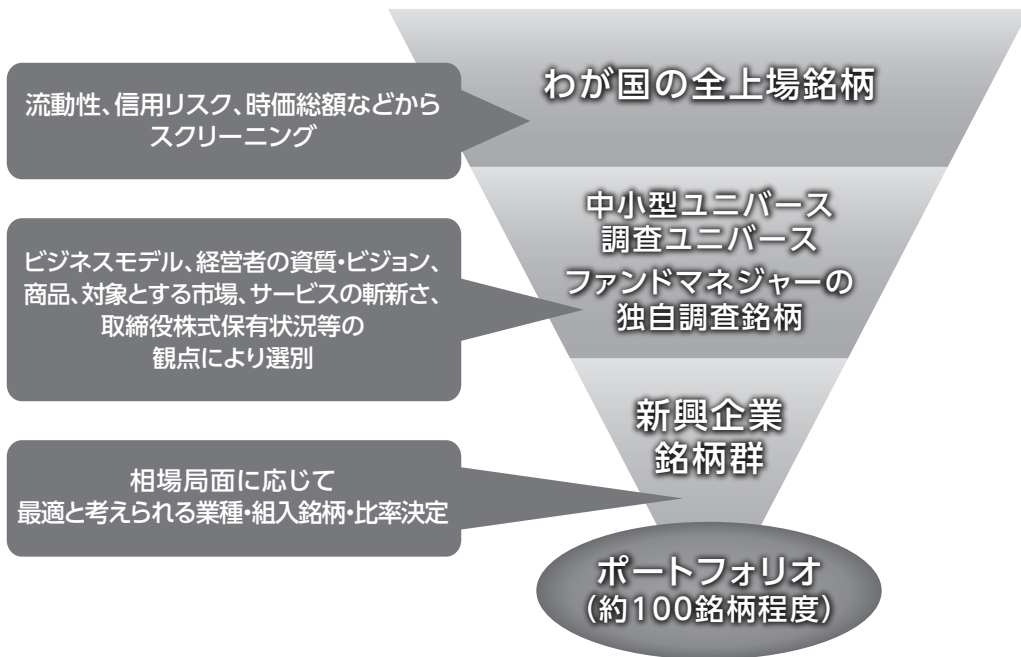 わが国の全上場銘柄
流動性、信用リスク、時価総額などから
スクリーニング
中小型ユニバース
調査ユニバース
ファンドマネジャーの
独自調査銘柄
ビジネスモデル、経営者の資質・ビジョン、
商品、対象とする市場、サービスの斬新さ、
取締役株式保有状況等の
観点により選別
新興企業
銘柄群
相場局面に応じて
最適と考えられる業種・組入銘柄・比率決定
ポートフォリオ
(約100銘柄程度)